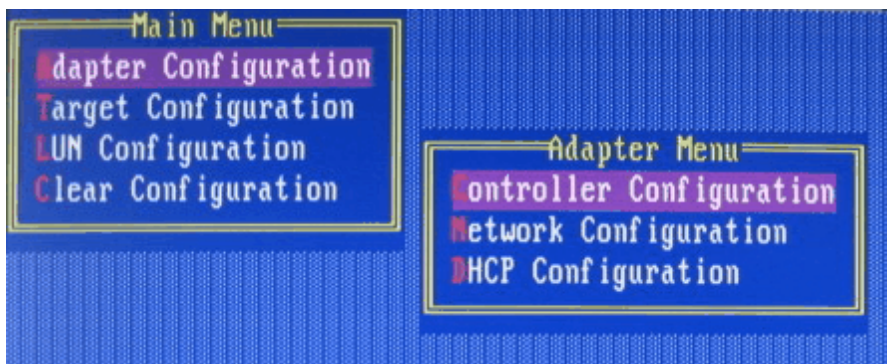 Main Menu
Adapter Configuration
Target Configuration
LUN Configuration
Clear Configuration
Adapter Menu
Controller Configuration
Network Configuration
DHCP Configuration